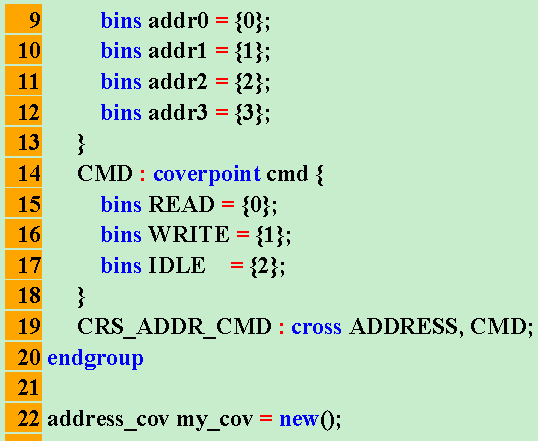 9 bins addr0 = {0};
10 bins addr1 = {1};
11 bins addr2 = {2};
12 bins addr3 = {3};
13 }
14 CMD : coverpoint cmd {
15 bins READ = {0};
16 bins WRITE = {1};
17 bins IDLE = {2};
18 }
19 CRS_ADDR_CMD : cross ADDRESS, CMD;
20 endgroup
21
22 address_cov my_cov = new();